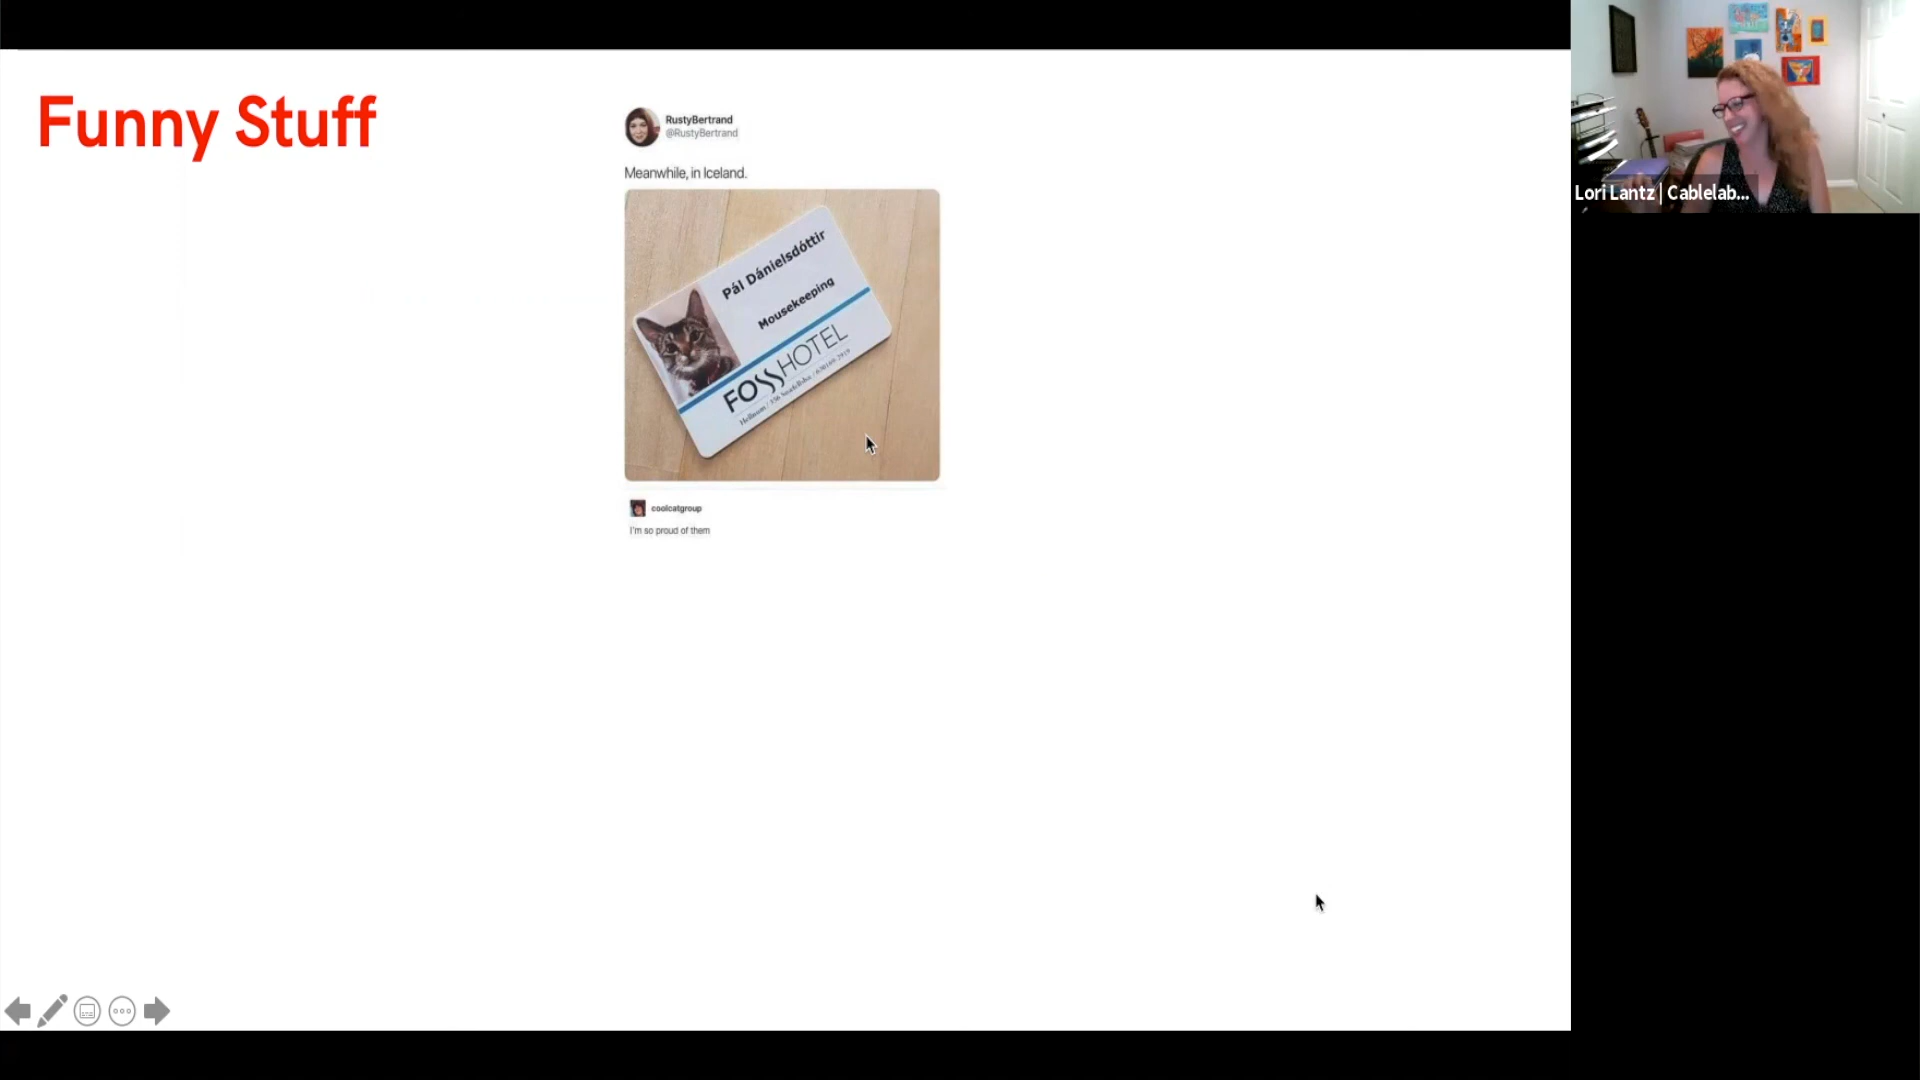 Funny Stuff
RustyBertrand
@RustyBertrand
Meanwhile, in Iceland.
Pál Dánielsdóttir
Mousekeeping
FOSSHOTEL
coolcatgroup
I'm so proud of them
Lori Lantz | Cablelab...